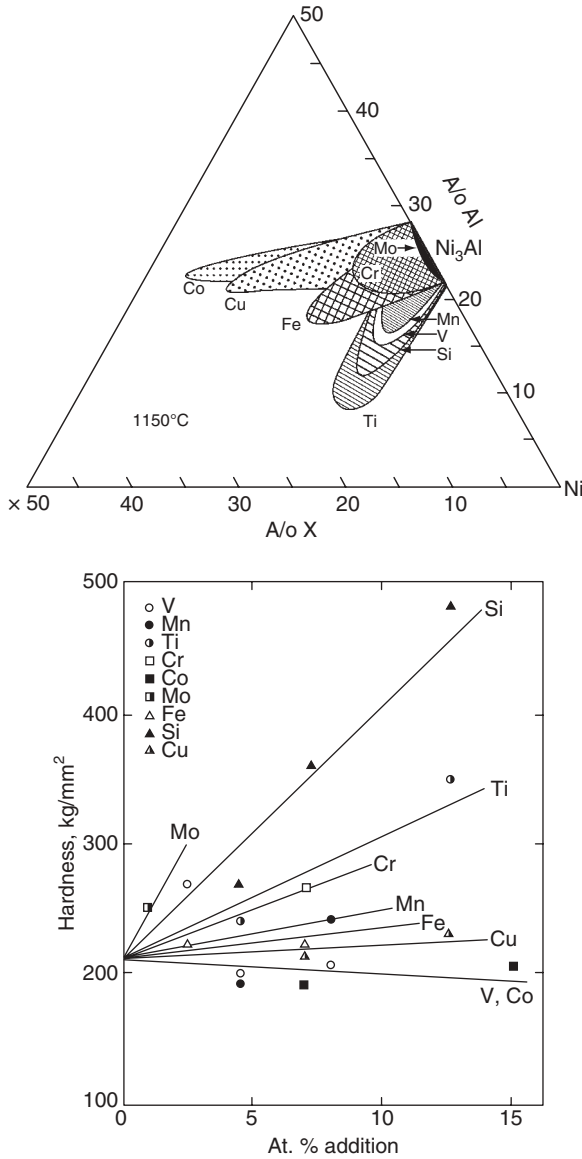 50
40
30
A/o Al
Mo
Ni₃Al
Cr
Co
Cu
20
Fe
Mn
V
Si
10
1150°C
Ti
× 50
40
30
20
10
Ni
A/o X
500
V
Mn
Ti
Cr
Co
Mo
Fe
Si
Cu
Si
400
Ti
300
Mo
Cr
Mn
Fe
Cu
200
V, Co
100
Hardness, kg/mm²
0
5
10
15
At. % addition